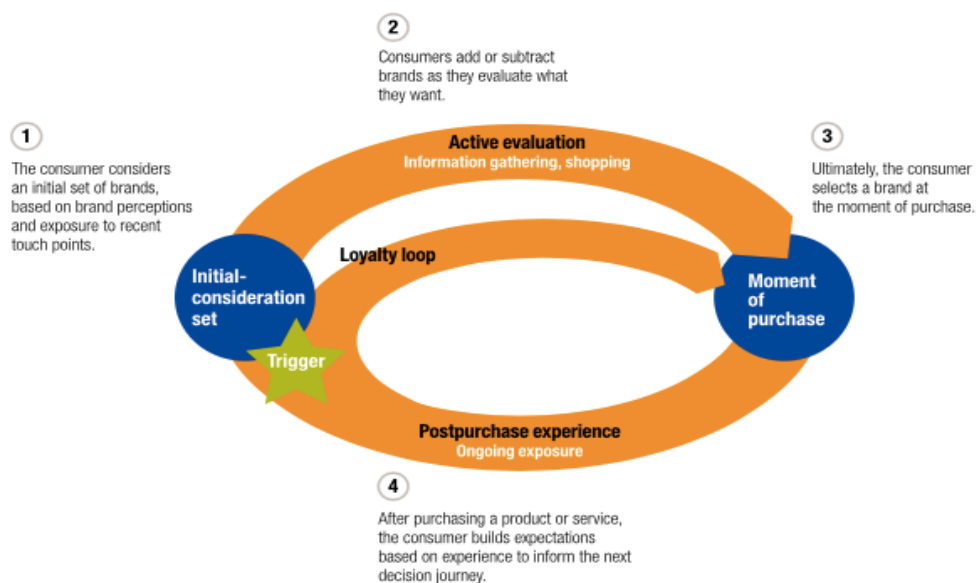 2
Consumers add or subtract
brands as they evaluate what
they want.
1
The consumer considers
an initial set of brands,
based on brand perceptions
and exposure to recent
touch points.
Active evaluation
Information gathering, shopping
3
Ultimately, the consumer
selects a brand at
the moment of purchase.
Loyalty loop
Initial-
consideration
set
Trigger
Moment
of
purchase
Postpurchase experience
Ongoing exposure
4
After purchasing a product or service,
the consumer builds expectations
based on experience to inform the next
decision journey.